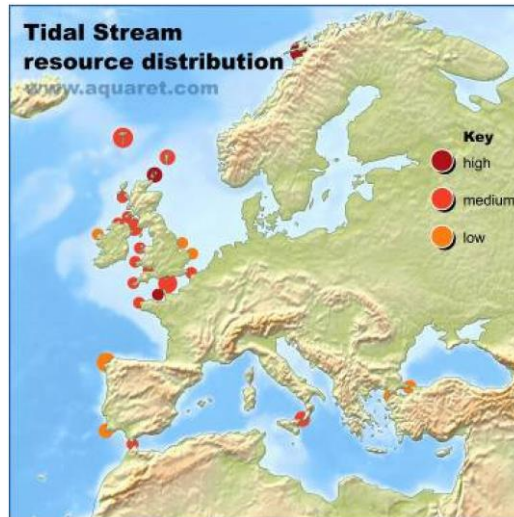 Tidal Stream
resource distribution
www.aquaret.com
Key
high
medium
low